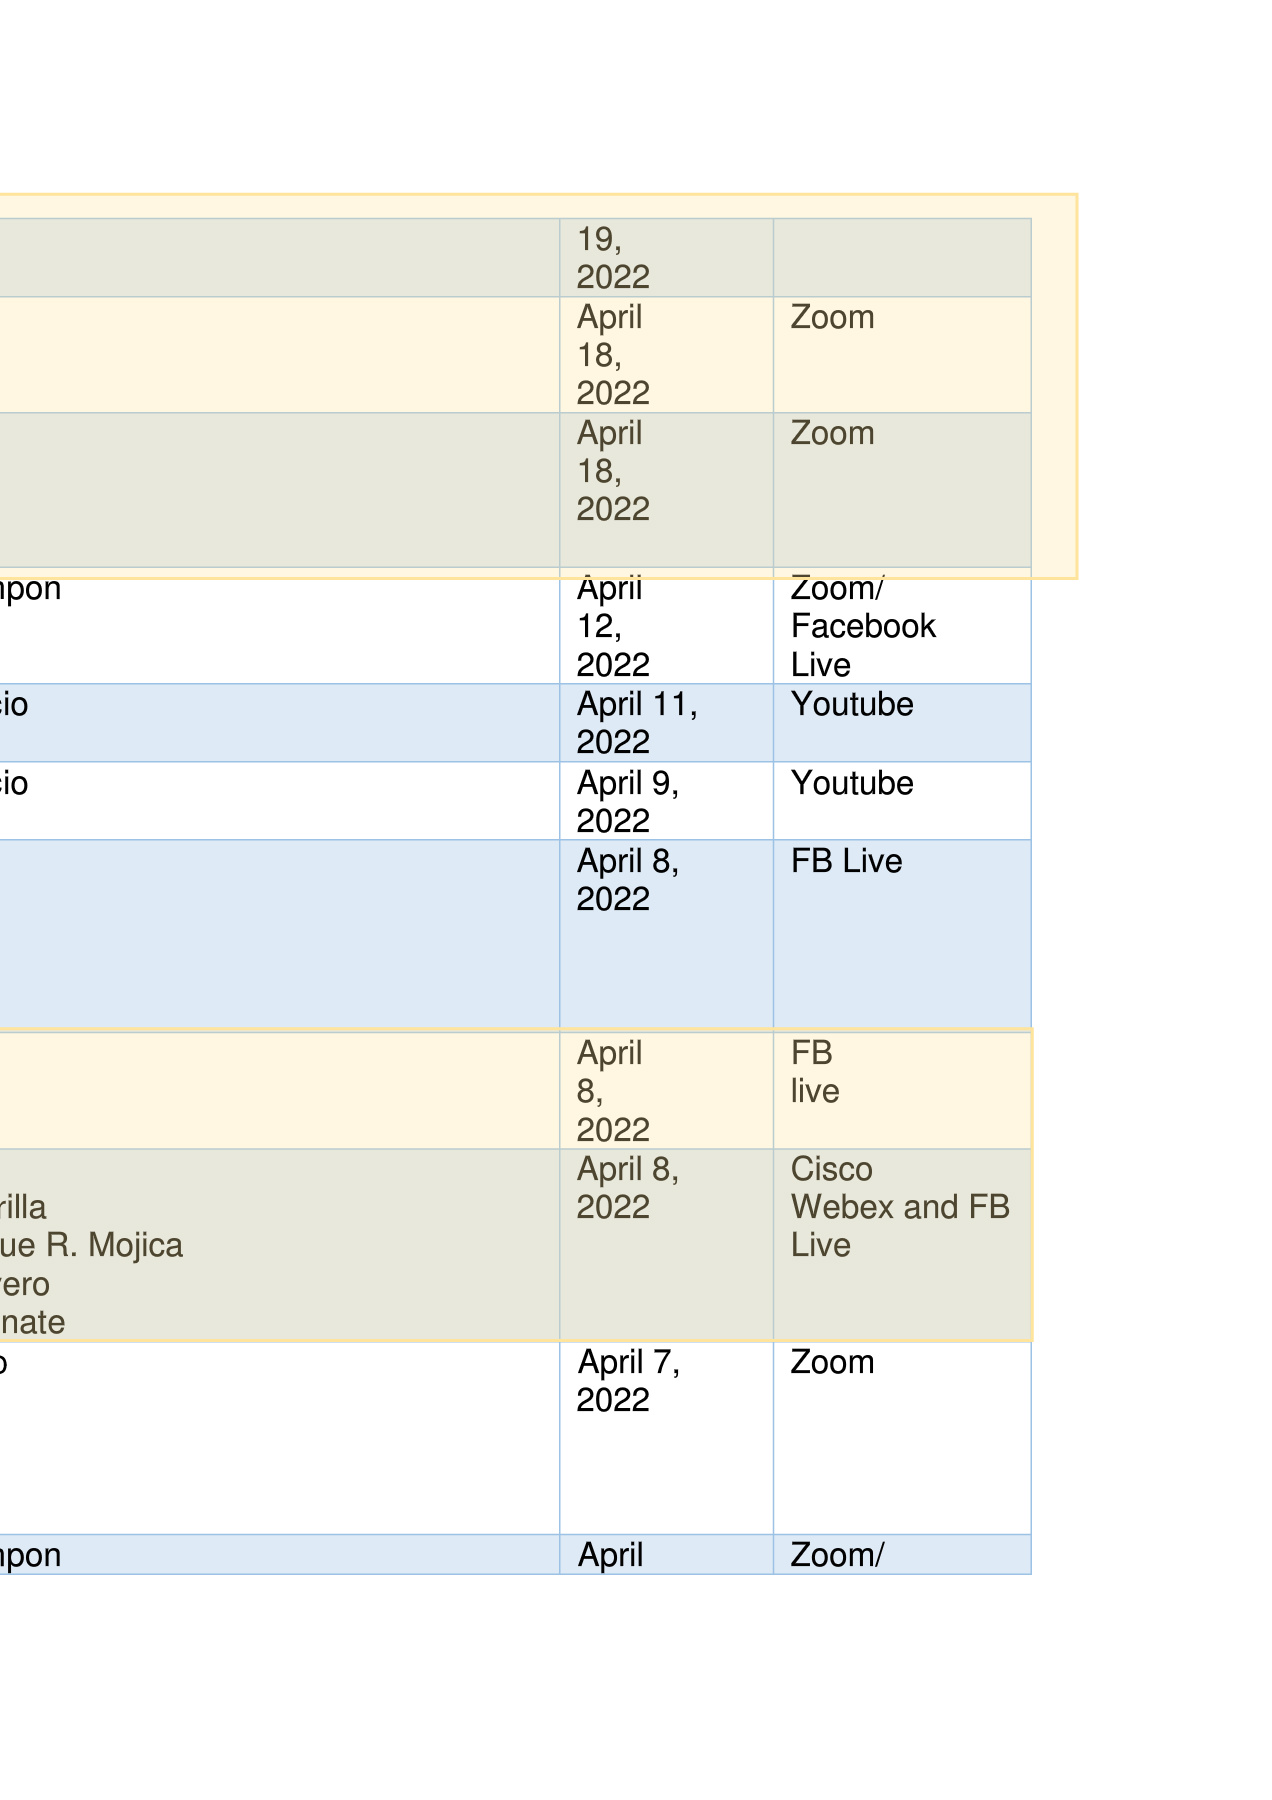 19,
2022
April
18,
2022
Zoom
April
18,
2022
Zoom
npon
April
12,
2022
Zoom/
Facebook
Live
cio
April 11,
2022
Youtube
cio
April 9,
2022
Youtube
April 8,
2022
FB Live
April
8,
2022
FB
live
rilla
ue R. Mojica
vero
nate
April 8,
2022
Cisco
Webex and FB
Live
o
April 7,
2022
Zoom
npon
April
Zoom/